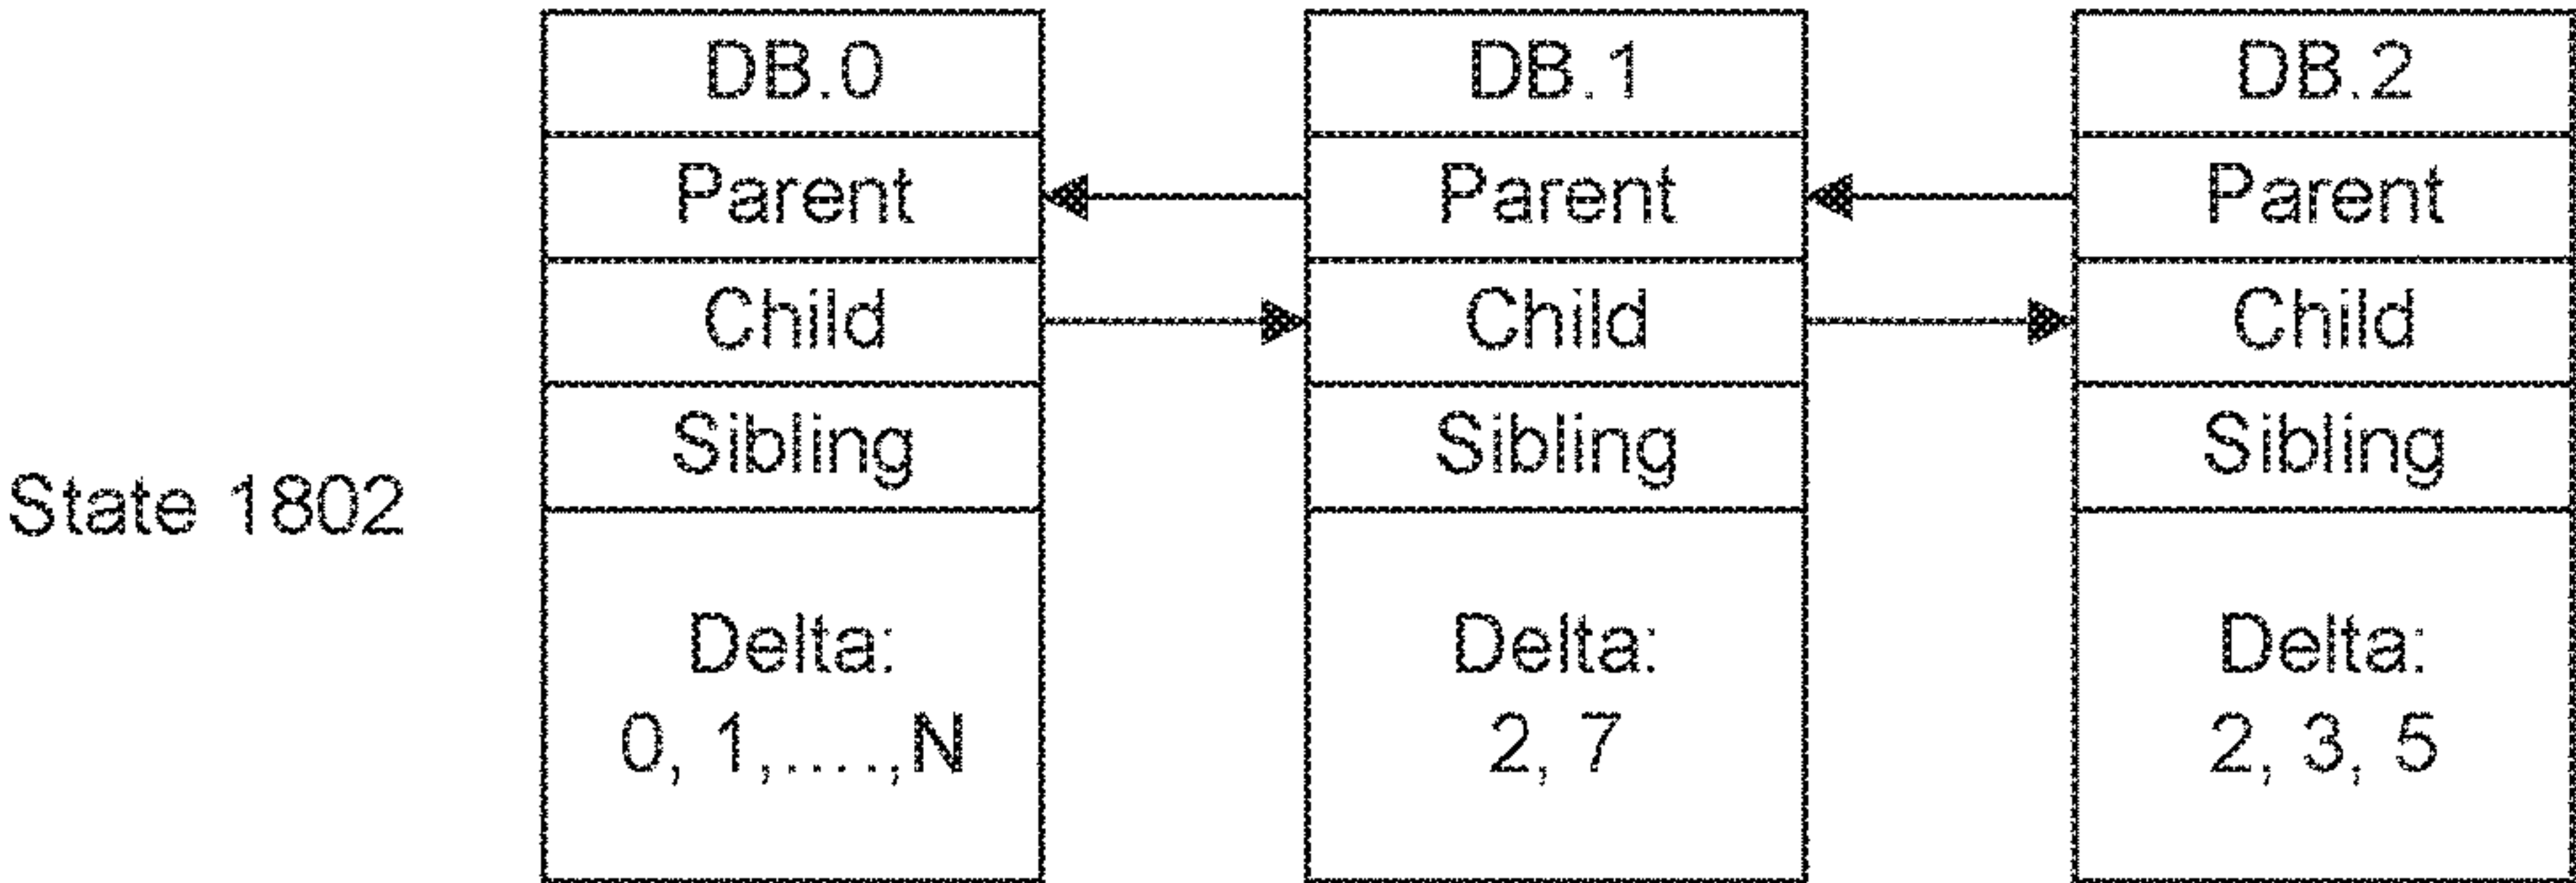 DB.0
Parent
Child
Sibling
Delta:
0, 1,....,N
DB.1
Parent
Child
Sibling
Delta:
2, 7
DB.2
Parent
Child
Sibling
Delta:
2, 3, 5
State 1802